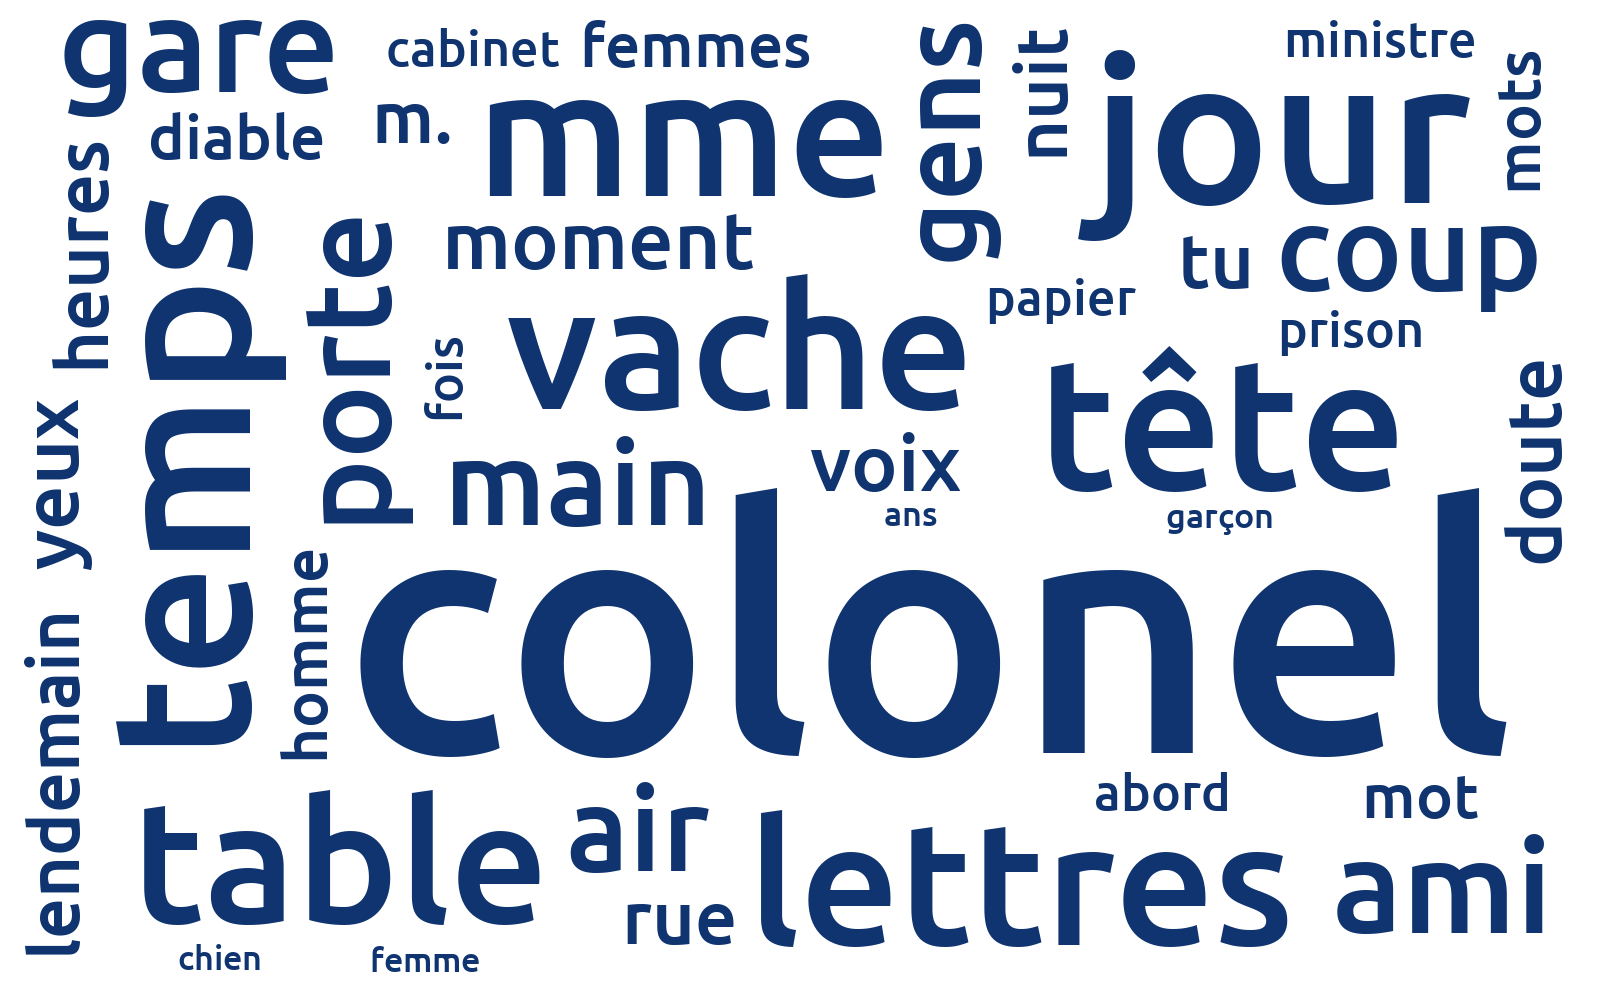 gare
cabinet
femmes
gens
nuit
jour
ministre
mots
diable
m.
mme
heures
temps
porte
moment
tu
coup
papier
prison
vache
fois
tête
doute
yeux
main
voix
ans
garçon
homme
colonel
lendemain
table
air
abord
mot
rue
lettres
ami
chien
femme